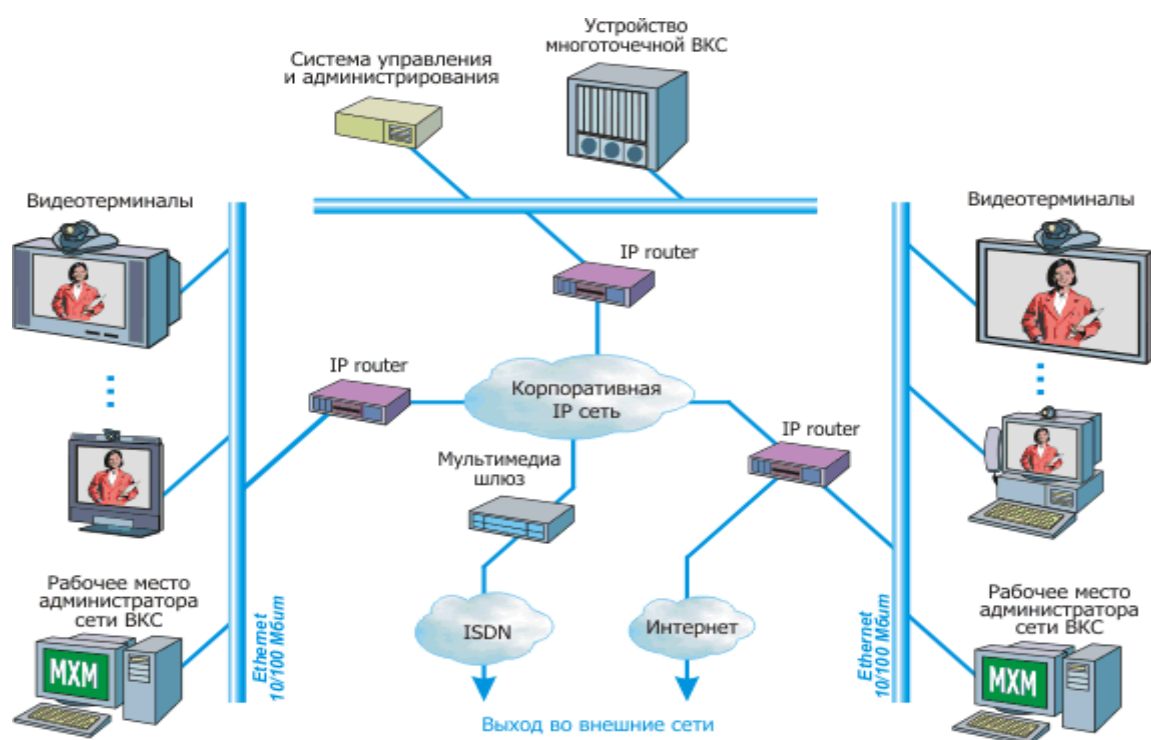 Устройство
многоточечной ВКС
Система управления
и администрирования
Видеотерминалы
Видеотерминалы
IP router
IP router
Корпоративная
IP сеть
IP router
Мультимедиа
шлюз
Рабочее место
администратора
сети ВКС
MXM
Ethernet
10/100 Мбит
ISDN
Интернет
Ethernet
10/100 Мбит
Рабочее место
администратора
сети ВКС
MXM
Выход во внешние сети